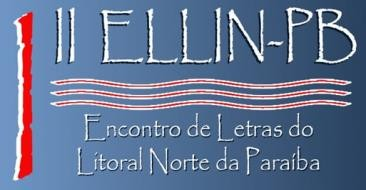 II ELLIN-PB
Encontro de Letras do
Litoral Norte da Paraíba